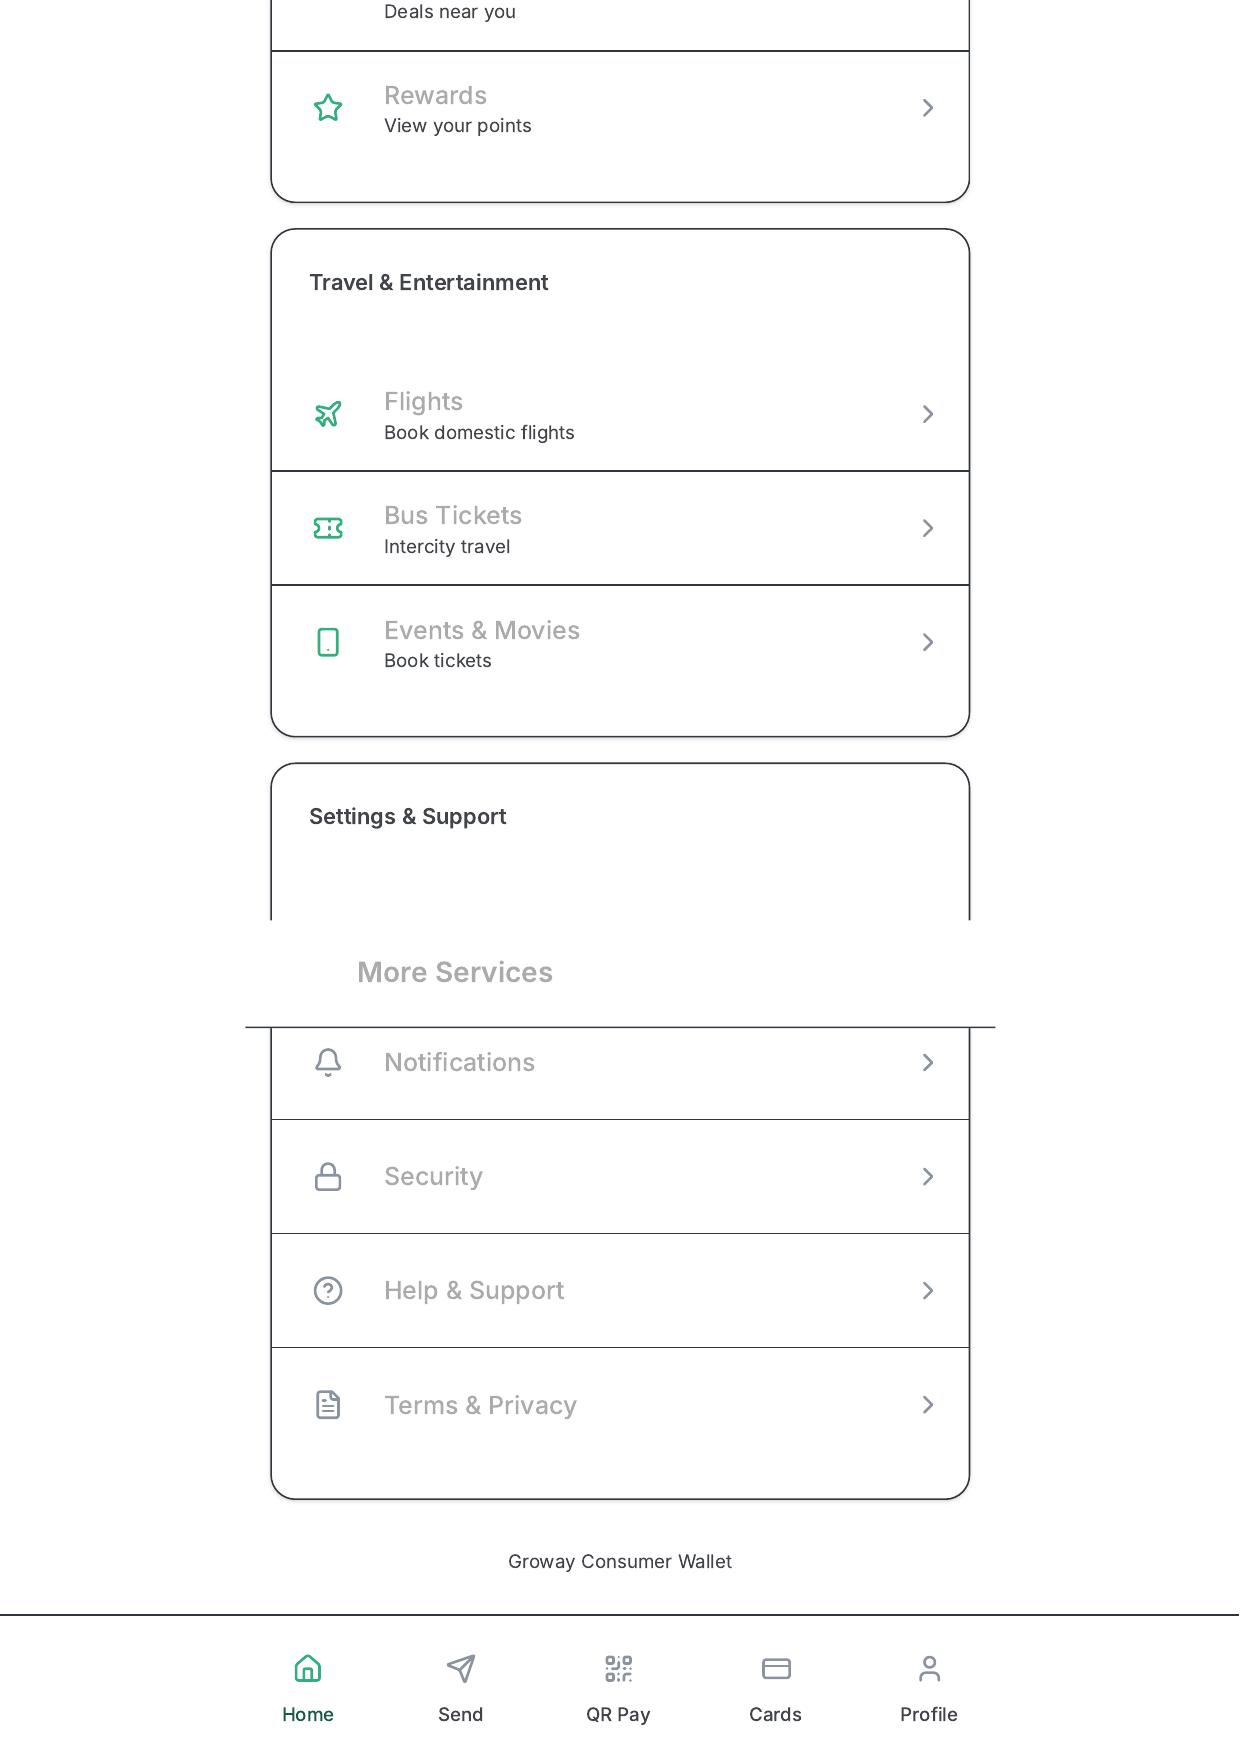 Deals near you
Rewards
View your points
Travel & Entertainment
Flights
Book domestic flights
Bus Tickets
Intercity travel
Events & Movies
Book tickets
Settings & Support
More Services
Notifications
Security
Help & Support
Terms & Privacy
Groway Consumer Wallet
Home
Send
QR Pay
Cards
Profile